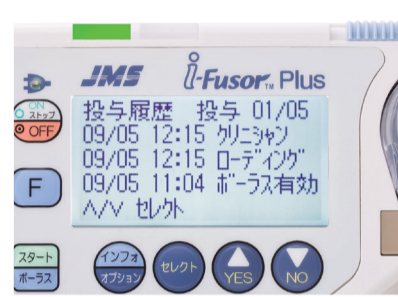 JMS i-Fusor™ Plus
ON
ストップ
OFF
投与履歴 投与 01/05
09/05 12:15 クリニシャン
09/05 12:15 ローディング
09/05 11:04 ボーラス有効
∧/∨ セレクト
F
スタート
ボーラス
インフォ
オプション
セレクト
YES
NO